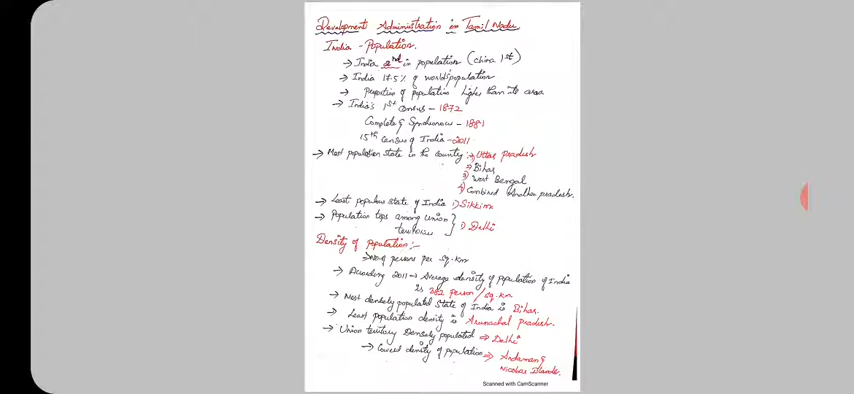 Development Administration in Tamil Nadu
India - Population.
→ India 2nd in population (China 1st)
→ India 17.5% of world population
→ proportion of population higher than its area
→ India's 1st Census - 1872
Complete & Synchronous - 1881
15th Census of India - 2011
→ Most population state in the country → Uttar pradesh
2) Bihar
3) West Bengal
4) Combined Andhra pradesh.
→ Least populus state of India 1) Sikkim
→ Population tops among union
territories } 1) Delhi
Density of Population:-
→ No of persons per sq.km
→ According 2011 → Average density of population of India
is 382 person/sq.km
→ Most densely populated State of India is Bihar.
→ Least population density is Arunachal pradesh.
→ Union territory Densely populated ⇒ Delhi
→ Lowest density of population ⇒ Andaman &
Nicobar Islands.
Scanned with CamScanner